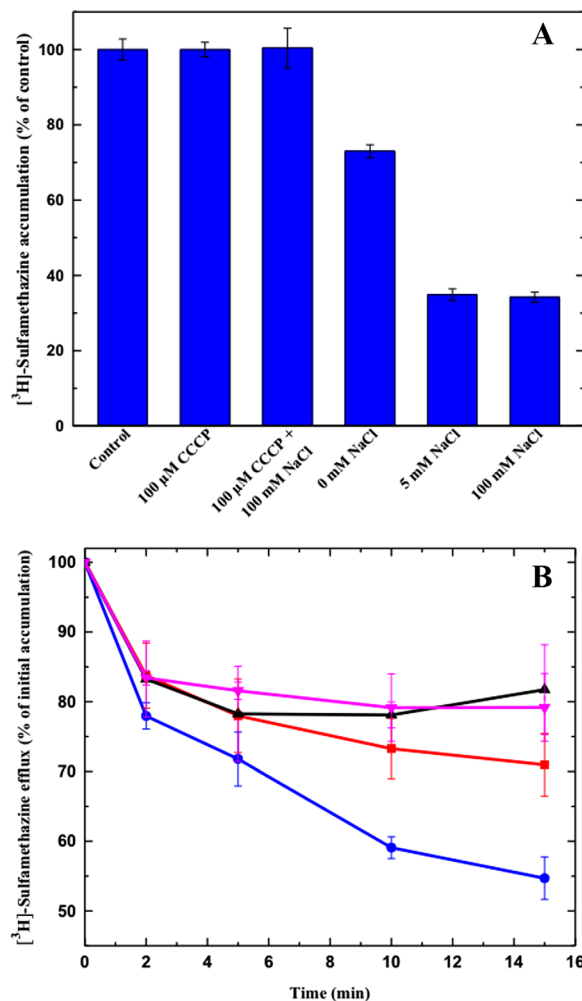 A
[³H]-Sulfamethazine accumulation (% of control)
100
80
60
40
20
0
Control
100 µM CCCP
100 µM CCCP +
100 mM NaCl
0 mM NaCl
5 mM NaCl
100 mM NaCl
B
[³H]-Sulfamethazine efflux (% of initial accumulation)
100
90
80
70
60
50
0 2 4 6 8 10 12 14 16
Time (min)